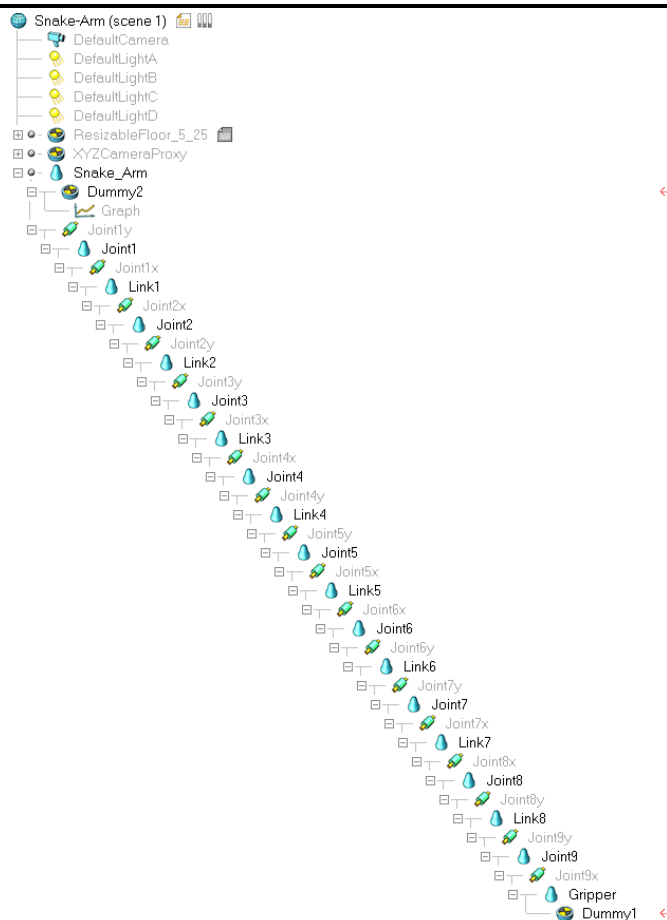 Snake-Arm (scene 1)
DefaultCamera
DefaultLightA
DefaultLightB
DefaultLightC
DefaultLightD
ResizableFloor_5_25
XYZCameraProxy
Snake_Arm
Dummy2
Graph
Joint1y
Joint1
Joint1x
Link1
Joint2x
Joint2
Joint2y
Link2
Joint3y
Joint3
Joint3x
Link3
Joint4x
Joint4
Joint4y
Link4
Joint5y
Joint5
Joint5x
Link5
Joint6x
Joint6
Joint6y
Link6
Joint7y
Joint7
Joint7x
Link7
Joint8x
Joint8
Joint8y
Link8
Joint9y
Joint9
Joint9x
Gripper
Dummy1